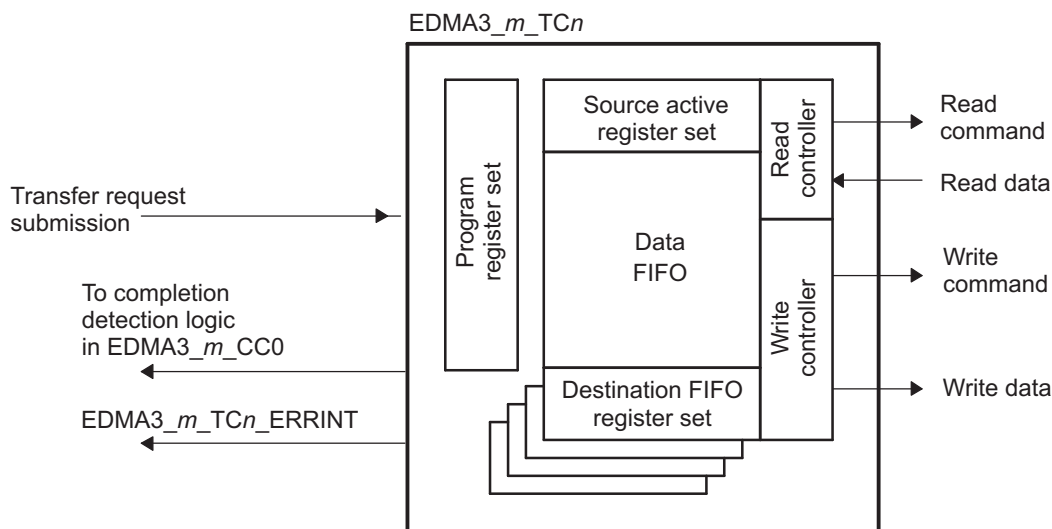 EDMA3_m_TCn
Source active
register set
Read
controller
Read
command
Read data
Program
register set
Transfer request
submission
Data
FIFO
Write
command
Write
controller
To completion
detection logic
in EDMA3_m_CC0
Destination FIFO
register set
Write data
EDMA3_m_TCn_ERRINT